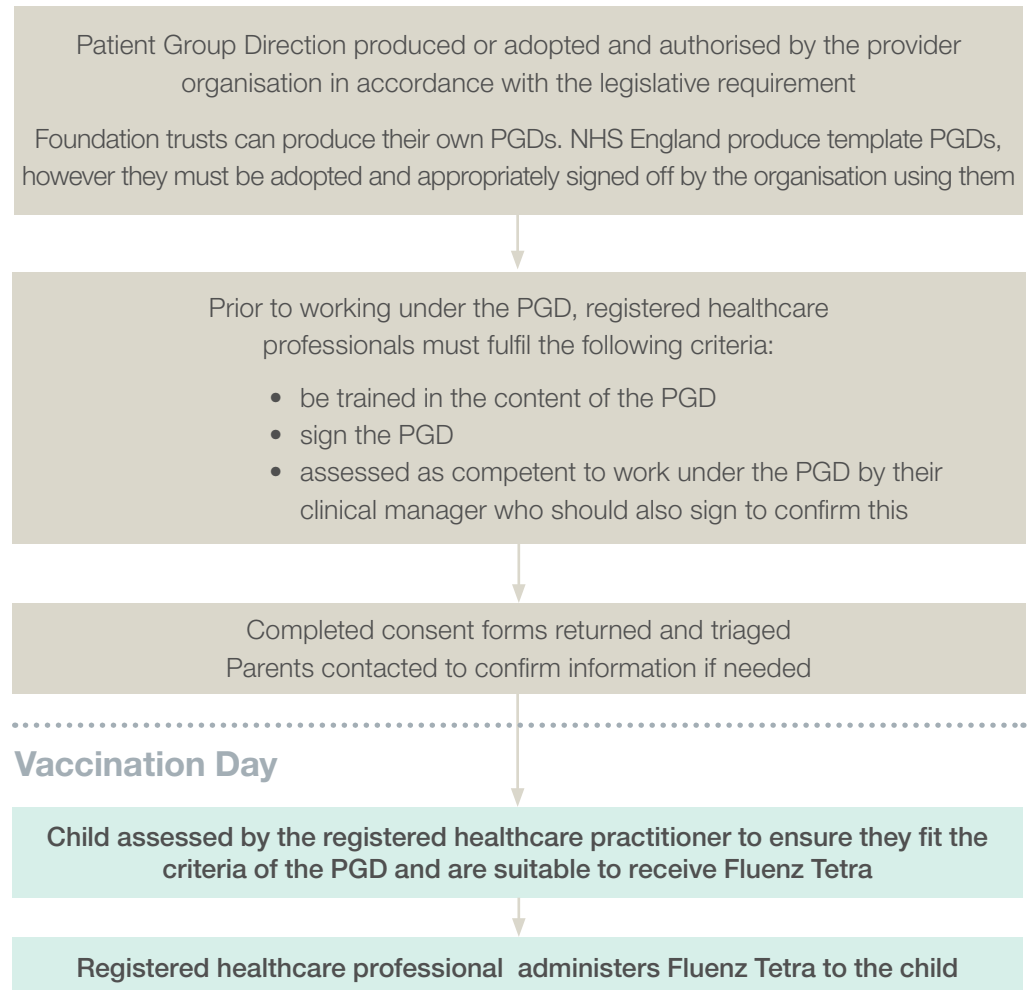 Patient Group Direction produced or adopted and authorised by the provider
organisation in accordance with the legislative requirement
Foundation trusts can produce their own PGDs. NHS England produce template PGDs,
however they must be adopted and appropriately signed off by the organisation using them
Prior to working under the PGD, registered healthcare
professionals must fulfil the following criteria:
• be trained in the content of the PGD
• sign the PGD
• assessed as competent to work under the PGD by their
clinical manager who should also sign to confirm this
Completed consent forms returned and triaged
Parents contacted to confirm information if needed
Vaccination Day
Child assessed by the registered healthcare practitioner to ensure they fit the
criteria of the PGD and are suitable to receive Fluenz Tetra
Registered healthcare professional administers Fluenz Tetra to the child